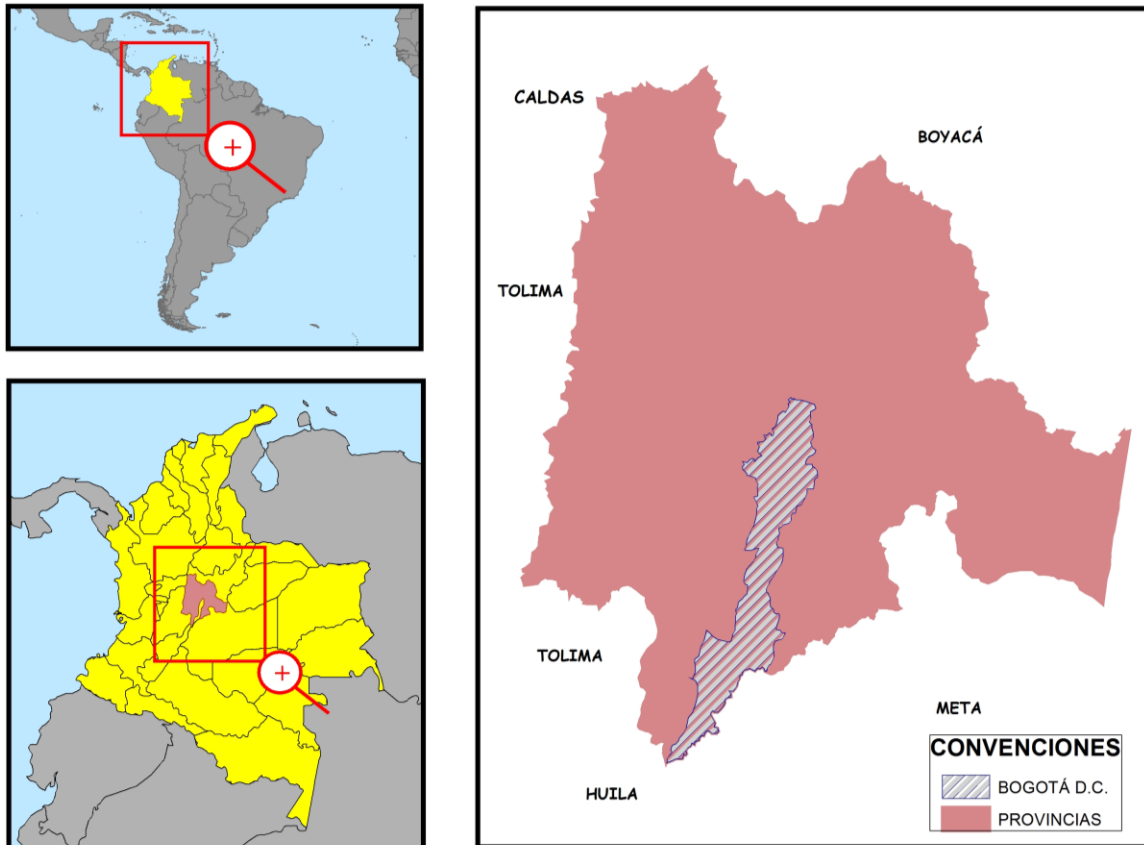 CALDAS
BOYACÁ
TOLIMA
TOLIMA
META
HUILA
CONVENCIONES
BOGOTÁ D.C.
PROVINCIAS